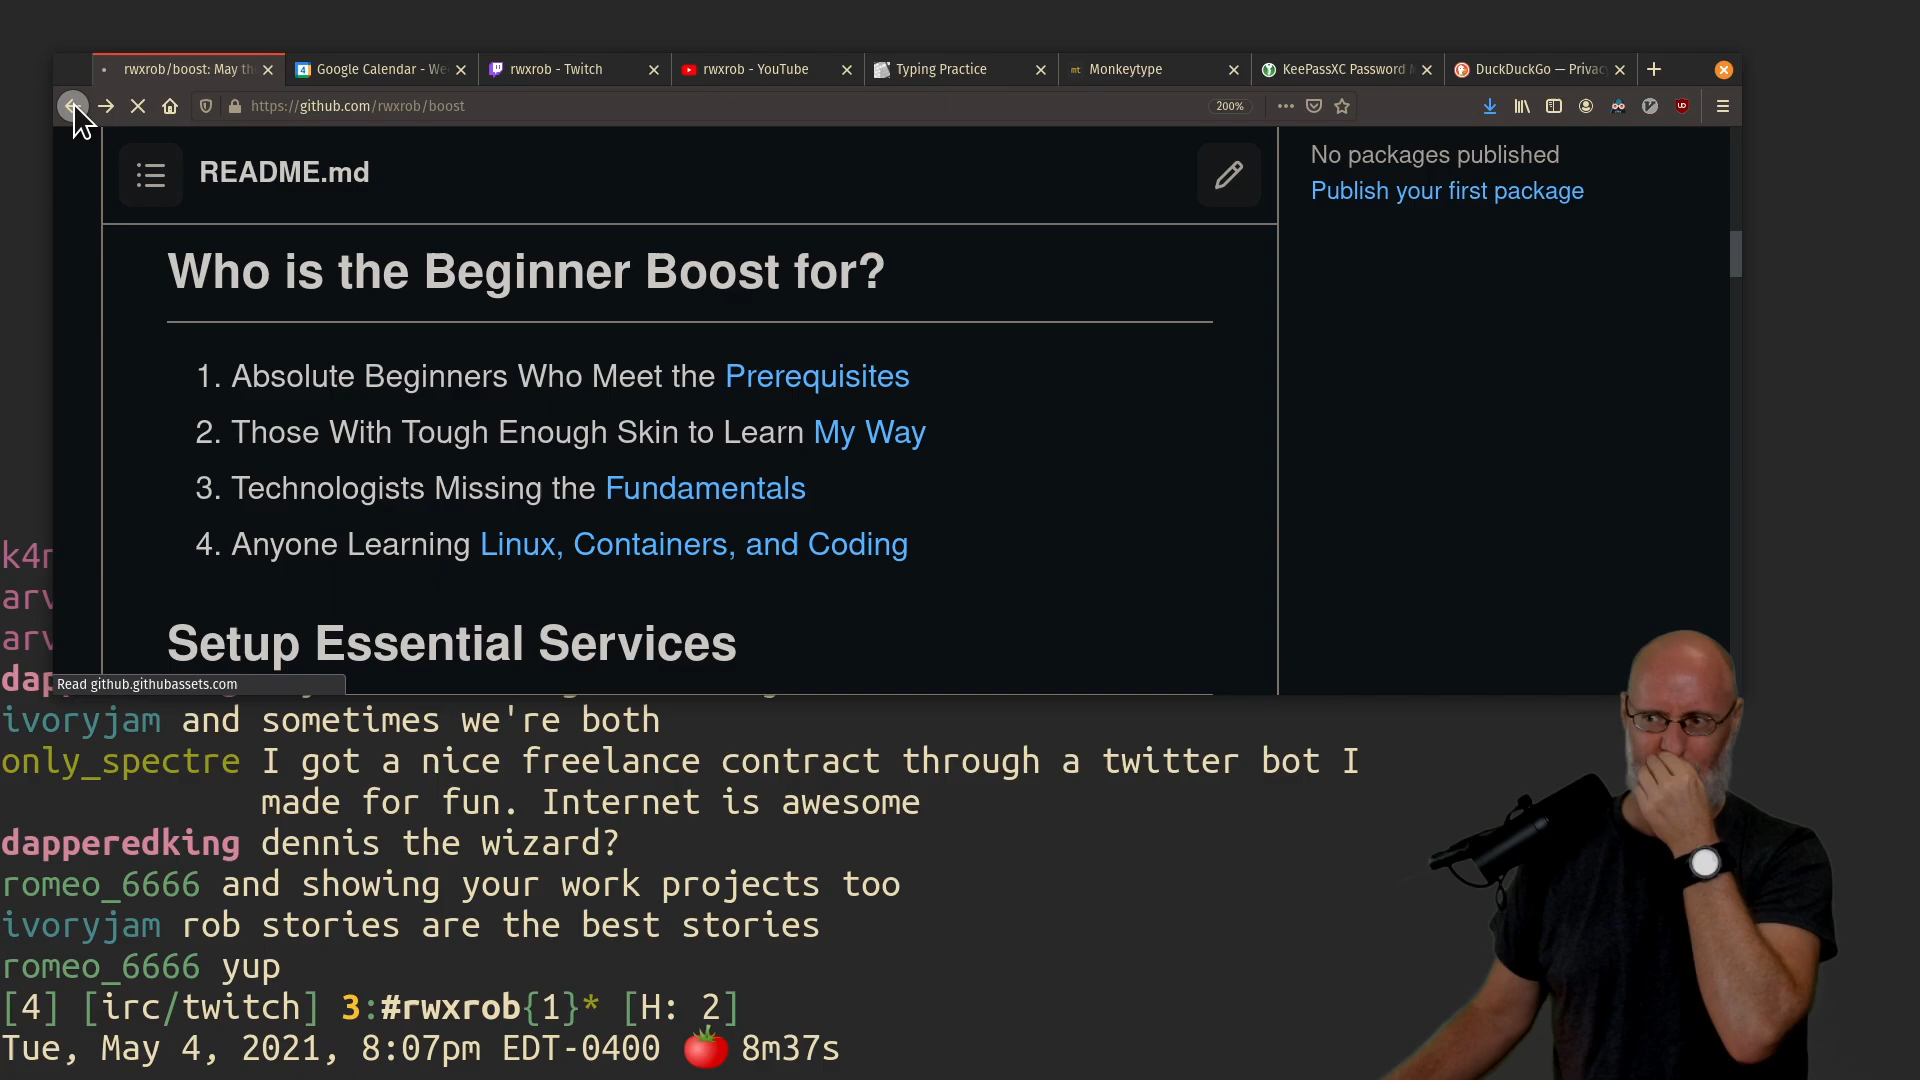 rwxrob/boost: May th
Google Calendar - We
rwxrob - Twitch
rwxrob - YouTube
Typing Practice
mt Monkeytype
KeePassXC Password
DuckDuckGo — Privac
https://github.com/rwxrob/boost
200%
README.md
No packages published
Publish your first package
Who is the Beginner Boost for?
1. Absolute Beginners Who Meet the Prerequisites
2. Those With Tough Enough Skin to Learn My Way
3. Technologists Missing the Fundamentals
4. Anyone Learning Linux, Containers, and Coding
Setup Essential Services
Read github.githubassets.com
k4r
arv
arv
dap
ivoryjam and sometimes we're both
only_spectre I got a nice freelance contract through a twitter bot I
made for fun. Internet is awesome
dapperedking dennis the wizard?
romeo_6666 and showing your work projects too
ivoryjam rob stories are the best stories
romeo_6666 yup
[4] [irc/twitch] 3:#rwxrob{1}* [H: 2]
Tue, May 4, 2021, 8:07pm EDT-0400 🍅 8m37s